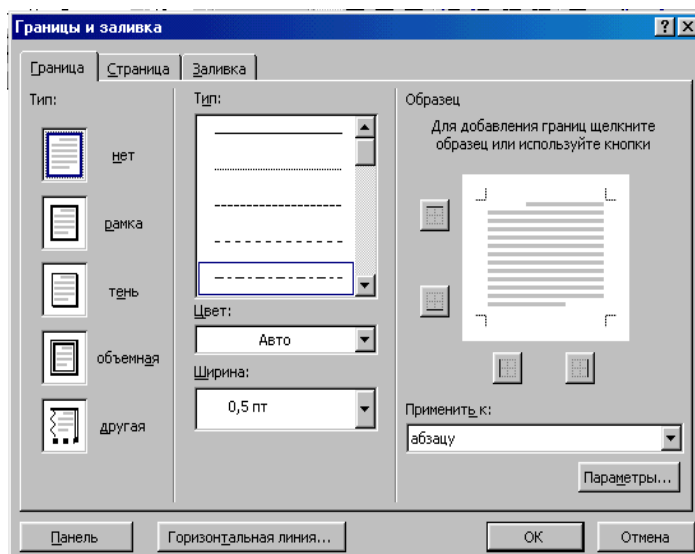 Границы и заливка
Граница
Страница
Заливка
Тип:
нет
рамка
тень
объемная
другая
Тип:
Цвет:
Авто
Ширина:
0,5 пт
Образец
Для добавления границ щелкните
образец или используйте кнопки
Применить к:
абзацу
Параметры...
Панель
Горизонтальная линия...
ОК
Отмена